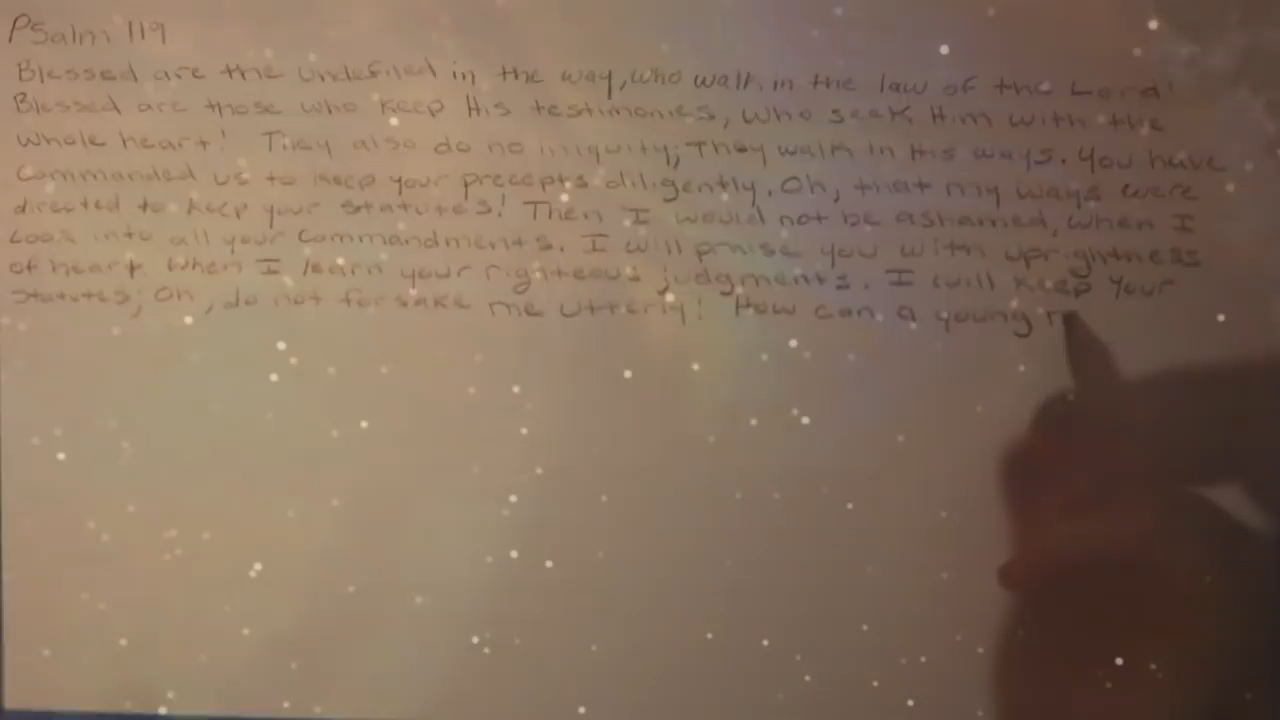 Psalm 119
Blessed are the undefiled in the way, who walk in the law of the Lord!
Blessed are those who keep His testimonies, who seek Him with the
whole heart! They also do no iniquity; They walk in His ways. You have
commanded us to keep your precepts diligently. Oh, that my ways were
directed to keep your statutes! Then I would not be ashamed, when I
Look into all your commandments. I will praise you with uprightness
of heart. When I learn your righteous judgments. I will keep Your
statutes; Oh, do not forsake me utterly! How can a young